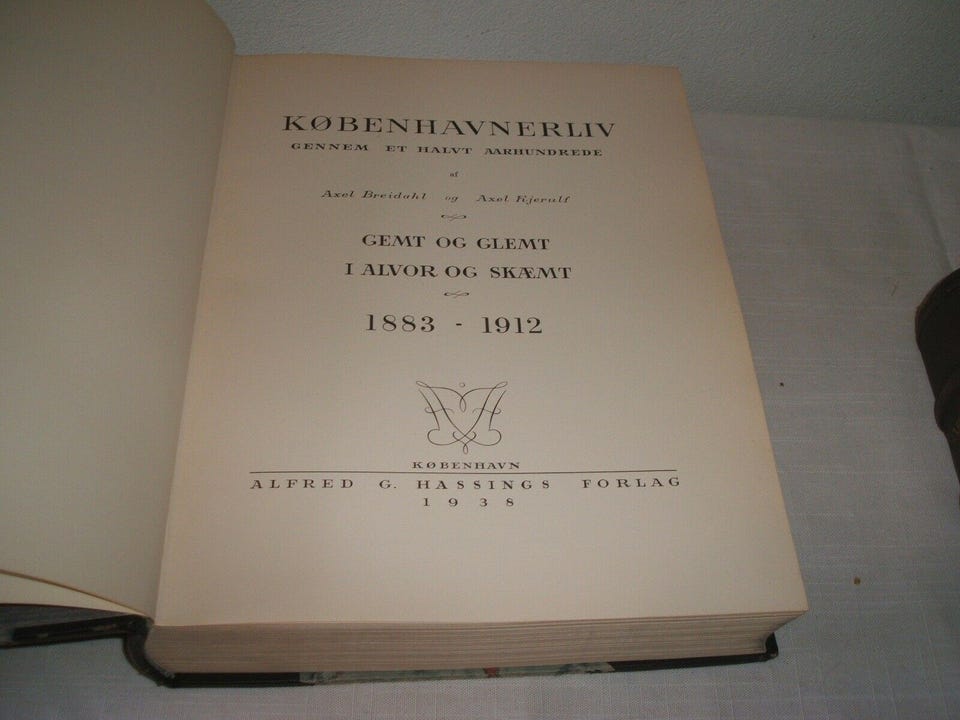 KØBENHAVNERLIV
GENNEM ET HALVT AARHUNDREDE
af
Axel Breidahl og Axel Kjerulf
GEMT OG GLEMT
I ALVOR OG SKÆMT
1883 - 1912
KØBENHAVN
ALFRED G. HASSINGS FORLAG
1938